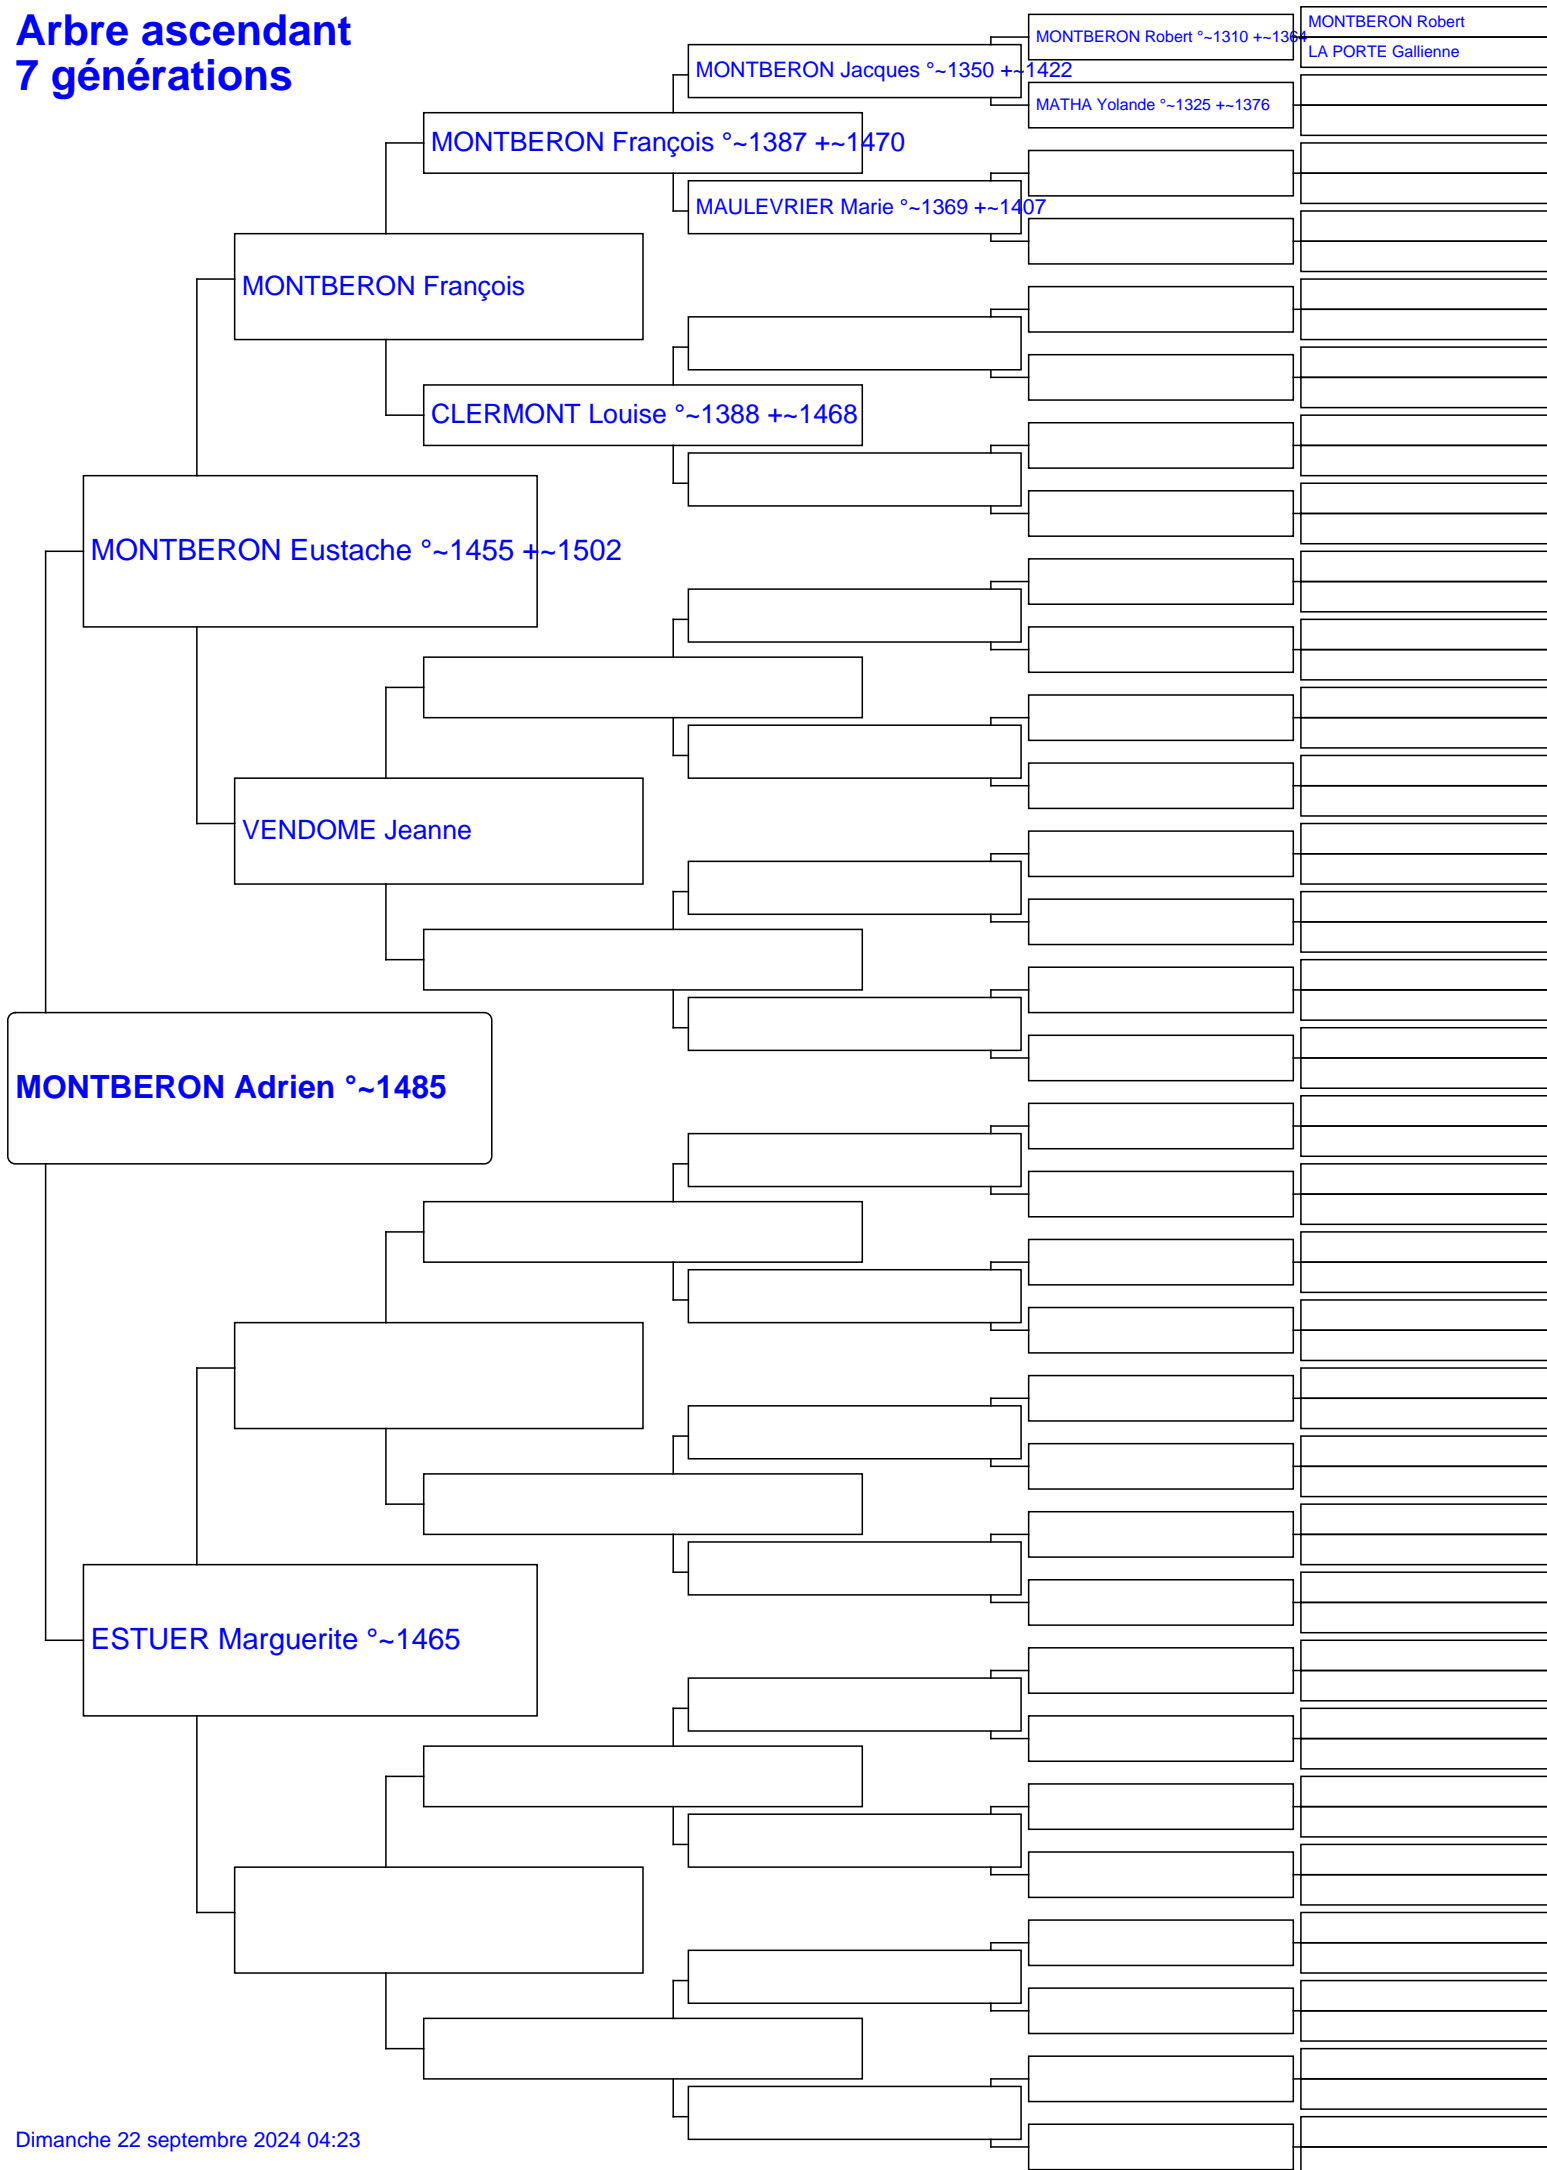 Arbre ascendant
7 générations
MONTBERON Robert
LA PORTE Gallienne
MONTBERON Robert °~1310 +~1364
MATHA Yolande °~1325 +~1376
MONTBERON Jacques °~1350 +~1422
MAULEVRIER Marie °~1369 +~1407
MONTBERON François °~1387 +~1470
CLERMONT Louise °~1388 +~1468
MONTBERON François
MONTBERON Eustache °~1455 +~1502
VENDOME Jeanne
MONTBERON Adrien °~1485
ESTUER Marguerite °~1465
Dimanche 22 septembre 2024 04:23